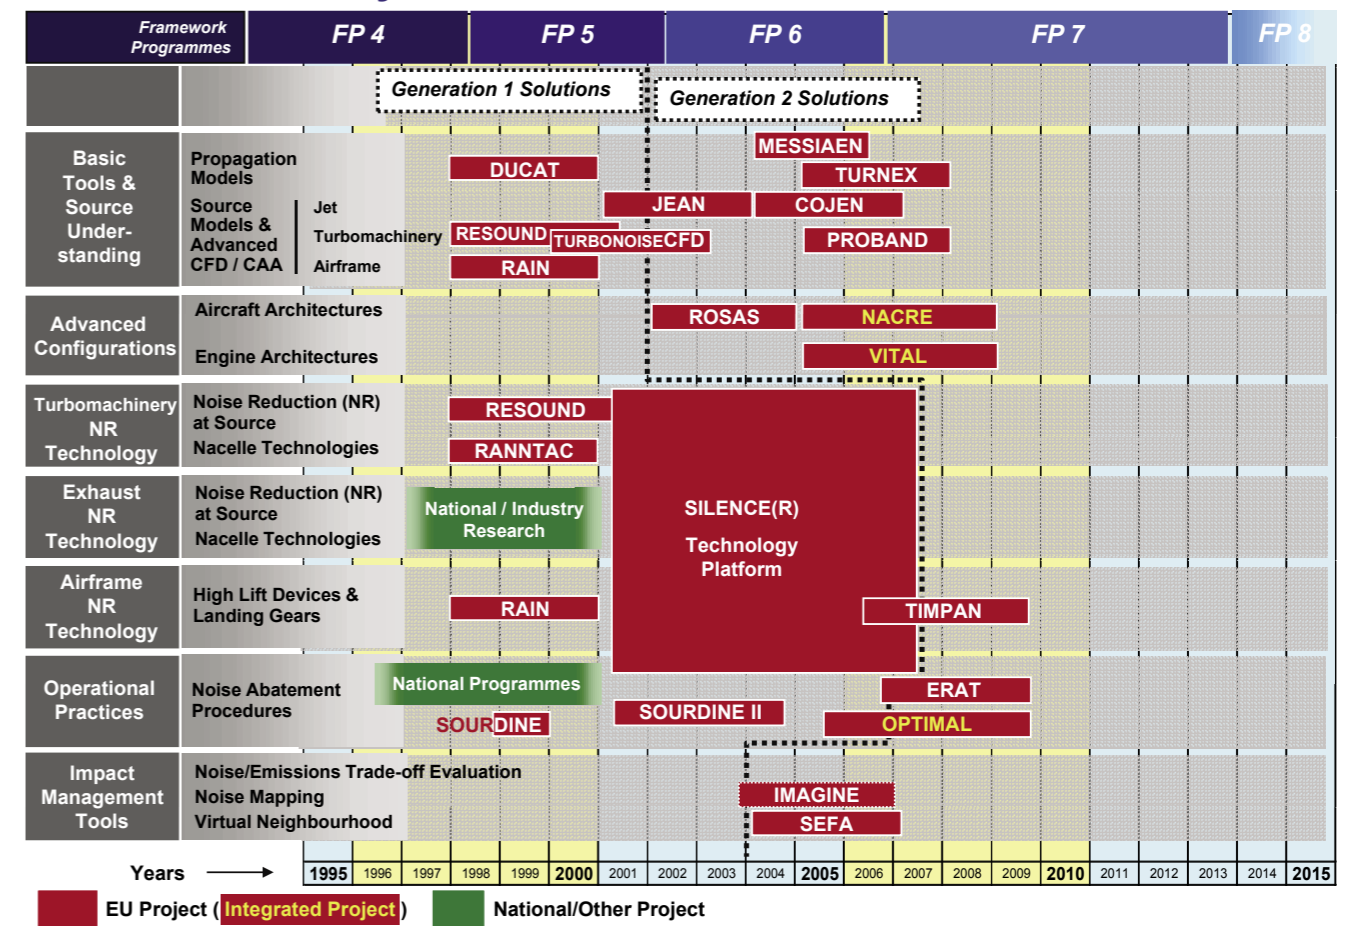 Framework
Programmes
FP 4
FP 5
FP 6
FP 7
FP 8
Generation 1 Solutions
Generation 2 Solutions
Basic
Tools &
Source
Under-
standing
Propagation
Models
Source
Models &
Advanced
CFD / CAA
Jet
Turbomachinery
Airframe
MESSIAEN
DUCAT
TURNEX
JEAN
COJEN
RESOUND
TURBONOISECFD
PROBAND
RAIN
Advanced
Configurations
Aircraft Architectures
Engine Architectures
ROSAS
NACRE
VITAL
Turbomachinery
NR
Technology
Noise Reduction (NR)
at Source
Nacelle Technologies
RESOUND
RANNTAC
Exhaust
NR
Technology
Noise Reduction (NR)
at Source
Nacelle Technologies
National / Industry
Research
SILENCE(R)
Technology
Platform
Airframe
NR
Technology
High Lift Devices &
Landing Gears
RAIN
TIMPAN
Operational
Practices
Noise Abatement
Procedures
National Programmes
SOURDINE
SOURDINE II
ERAT
OPTIMAL
Impact
Management
Tools
Noise/Emissions Trade-off Evaluation
Noise Mapping
Virtual Neighbourhood
IMAGINE
SEFA
Years
1995 1996 1997 1998 1999 2000 2001 2002 2003 2004 2005 2006 2007 2008 2009 2010 2011 2012 2013 2014 2015
EU Project ( Integrated Project )
National/Other Project